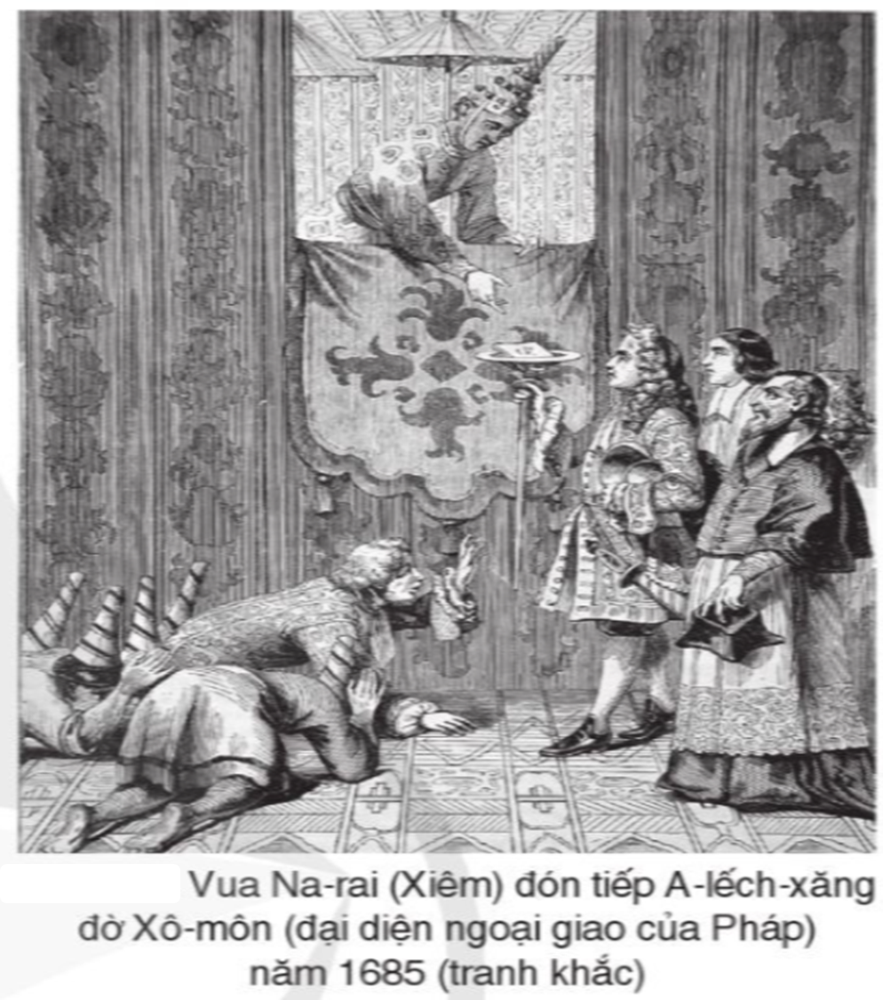 Vua Na-rai (Xiêm) đón tiếp A-lếch-xăng
đờ Xô-môn (đại diện ngoại giao của Pháp)
năm 1685 (tranh khắc)